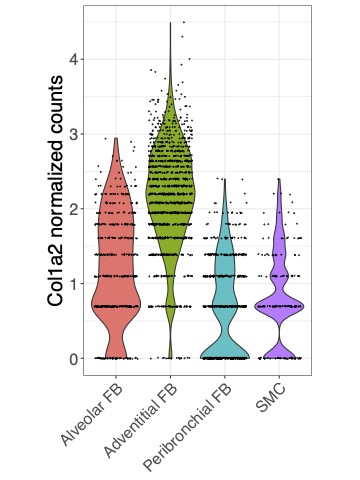 Col1a2 normalized counts
4
3
2
1
0
Alveolar FB
Adventitial FB
Peribronchial FB
SMC